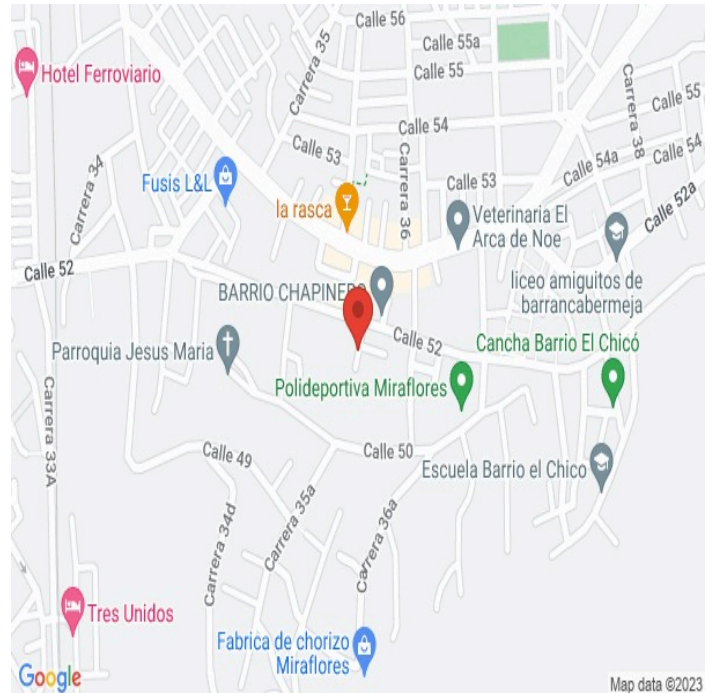 Calle 56
Carrera 35
Calle 55a
Calle 55
Hotel Ferroviario
Carrera 38
Calle 55
Calle 54
Calle 53
Carrera 36
Calle 54a
Calle 54
Carrera 34
Fusis L&L
Calle 53
Calle 52a
la rasca
Veterinaria El
Arca de Noe
Calle 52
liceo amiguitos de
barrancabermeja
BARRIO CHAPINERO
Calle 52
Cancha Barrio El Chicó
Parroquia Jesus Maria
Polideportiva Miraflores
Carrera 33A
Calle 49
Calle 50
Escuela Barrio el Chico
Carrera 34d
Carrera 35a
Carrera 36a
Tres Unidos
Fabrica de chorizo
Miraflores
Google
Map data ©2023